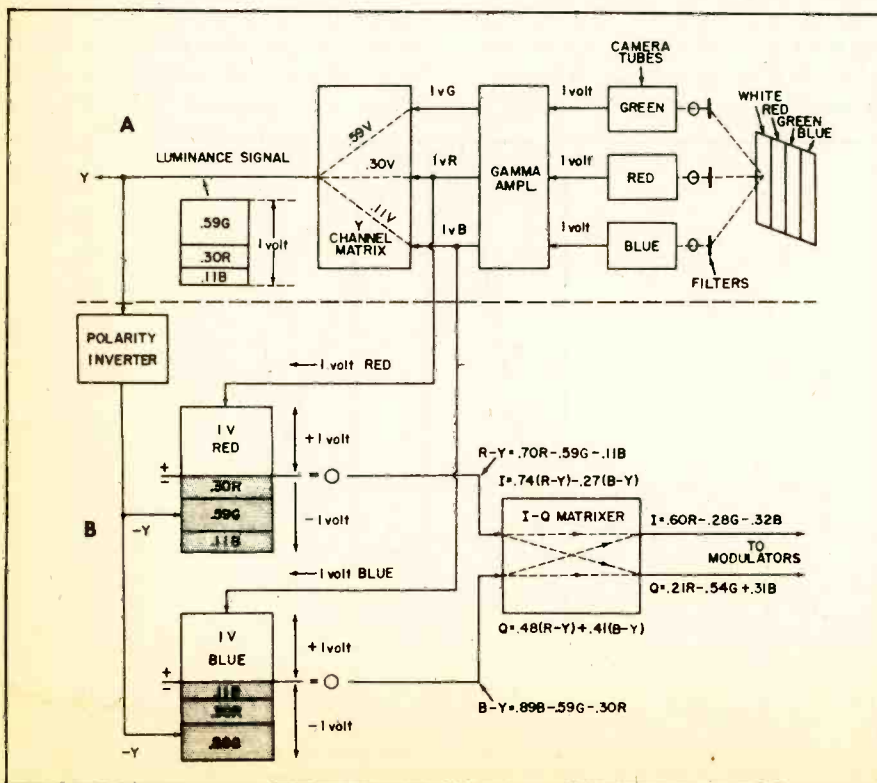 CAMERA
TUBES
1vG
1 volt
GREEN
WHITE
RED
GREEN
BLUE
A
.59V
LUMINANCE SIGNAL
Y
.30V
1vR
GAMMA
AMPL.
1 volt
RED
.59G
.30R
.11B
1 volt
.11V
Y
CHANNEL
MATRIX
1vB
1 volt
BLUE
FILTERS
POLARITY
INVERTER
1 volt RED
1 V
RED
+1 volt
R-Y=.70R-.59G-.11B
+
-
= O
I=.74(R-Y)-.27(B-Y)
.30R
.59G
.11B
-1 volt
B
-Y
I-Q MATRIXER
I=.60R-.28G-.32B
TO
MODULATORS
Q=.21R-.54G+.31B
1 volt BLUE
1 V
BLUE
+1 volt
Q=.48(R-Y)+.41(B-Y)
+
-
= O
.11B
.30R
-1 volt
B-Y=.89B-.59G-.30R
-Y